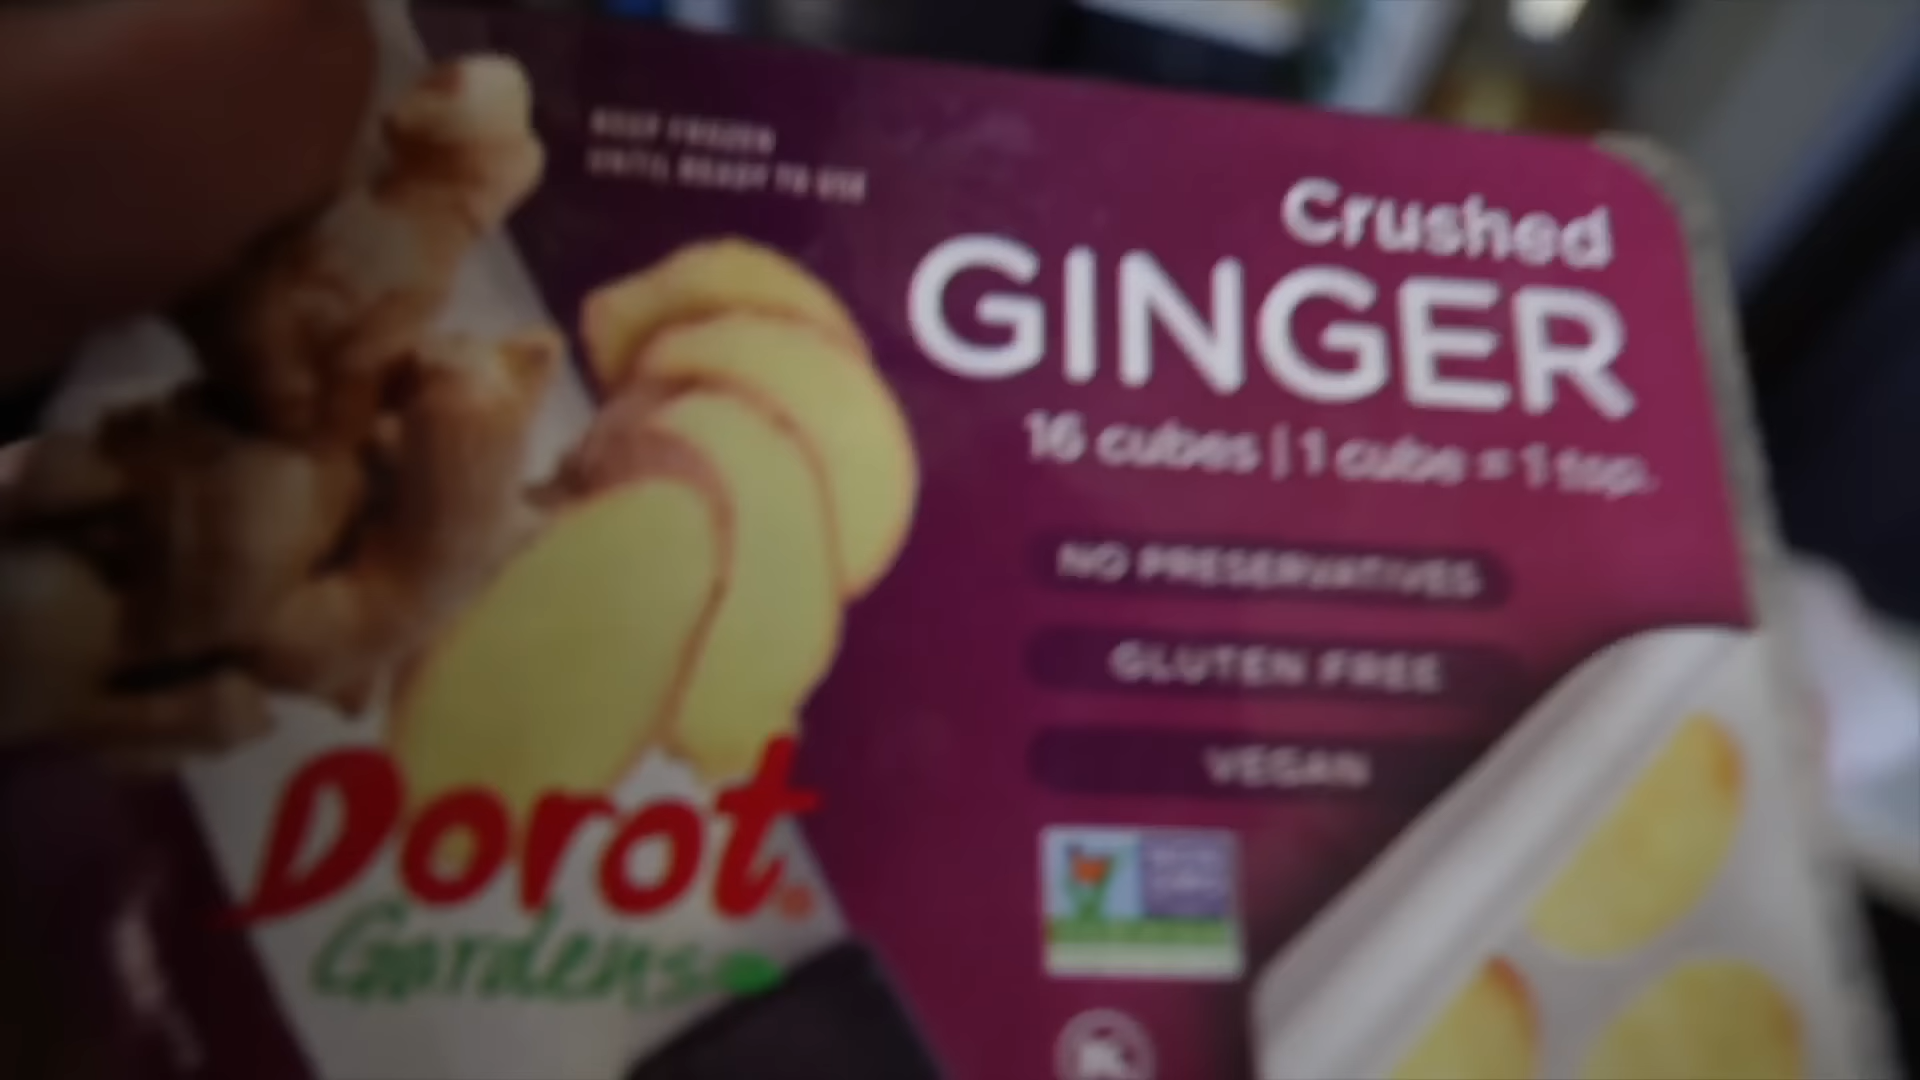 KEEP FROZEN
UNTIL READY TO USE
Crushed
GINGER
16 cubes | 1 cube = 1 tsp.
NO PRESERVATIVES
GLUTEN FREE
VEGAN
Dorot
Gardens
K